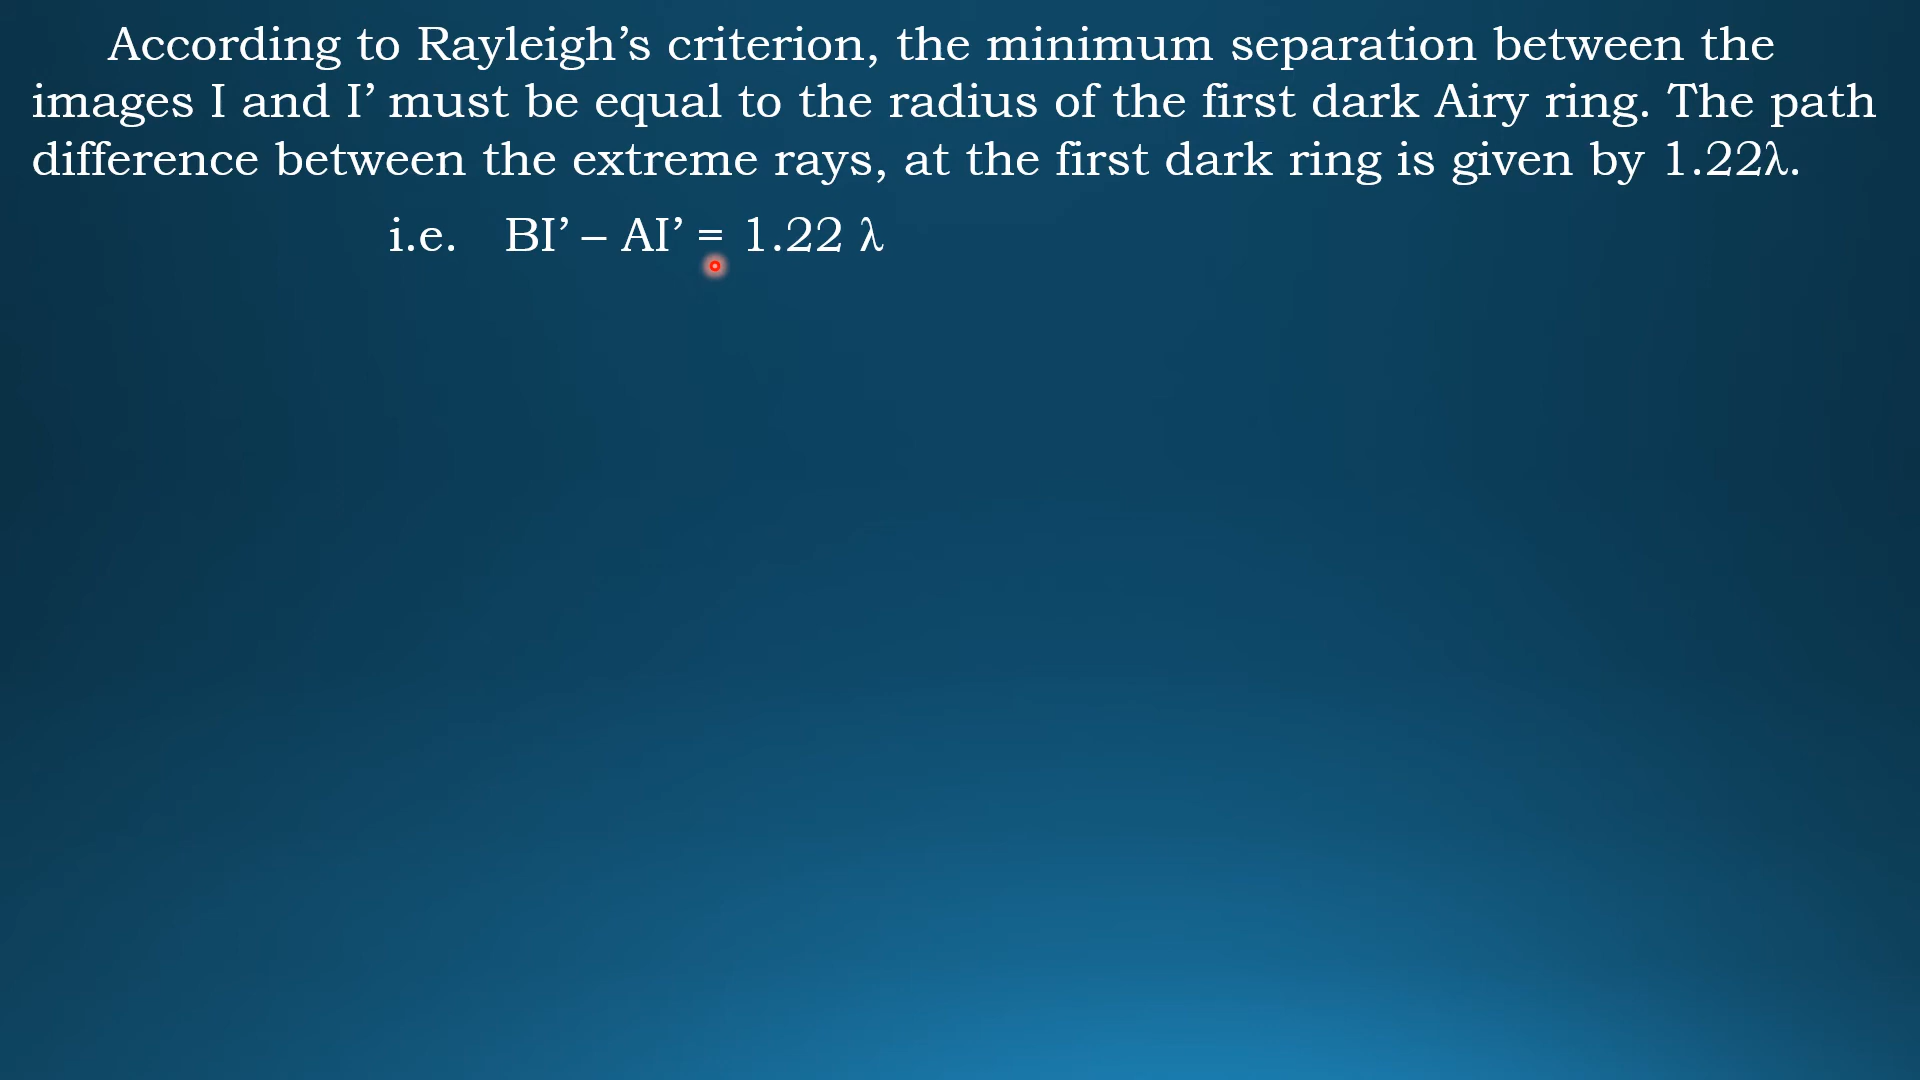 According to Rayleigh’s criterion, the minimum separation between the
images I and I’ must be equal to the radius of the first dark Airy ring. The path
difference between the extreme rays, at the first dark ring is given by 1.22λ.
i.e. BI’ – AI’ = 1.22 λ